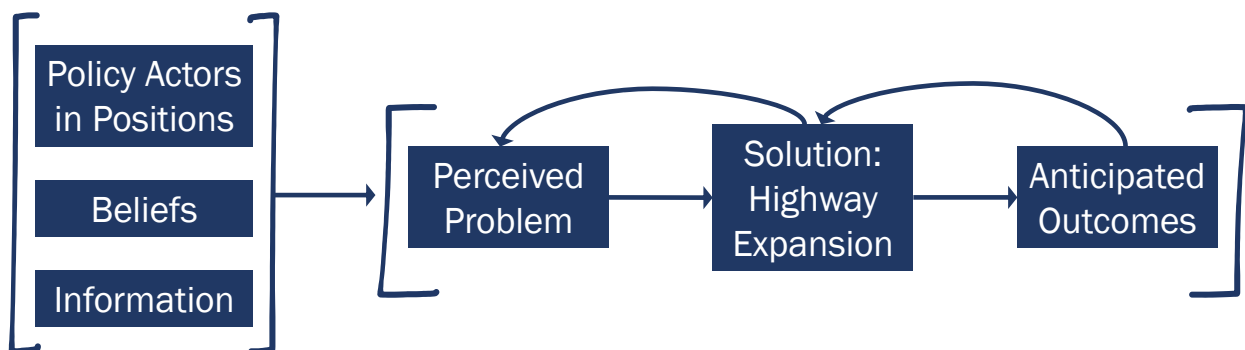 Policy Actors
in Positions
Beliefs
Information
Perceived
Problem
Solution:
Highway
Expansion
Anticipated
Outcomes